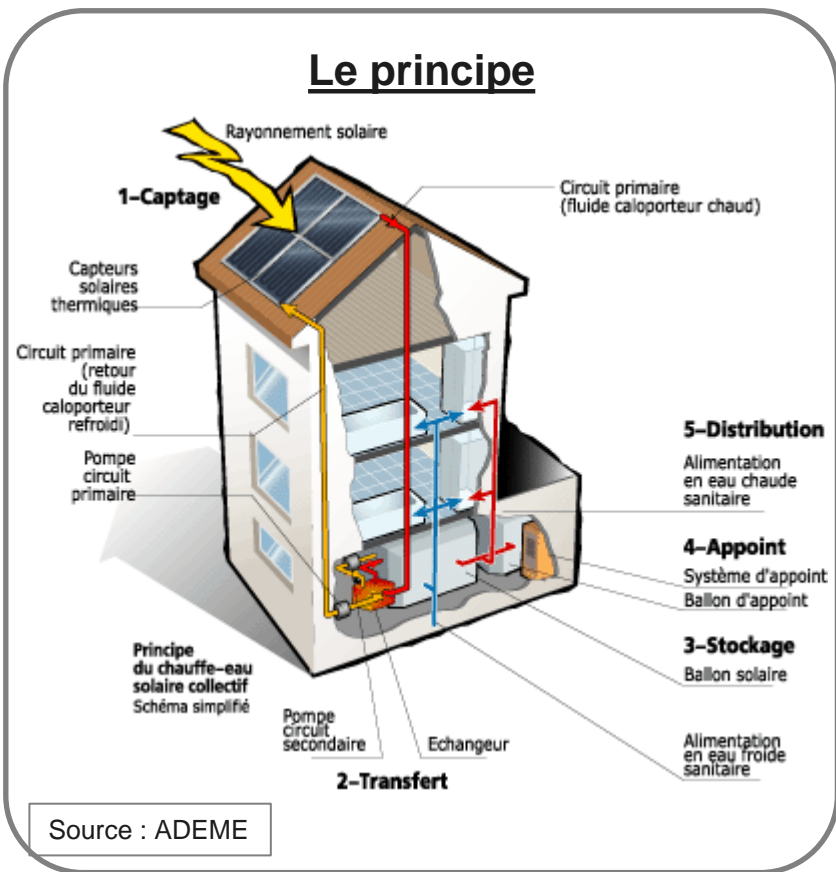 Le principe
Rayonnement solaire
1–Captage
Circuit primaire
(fluide caloporteur chaud)
Capteurs
solaires
thermiques
Circuit primaire
(retour
du fluide
caloporteur
refroidi)
Pompe
circuit
primaire
5–Distribution
Alimentation
en eau chaude
sanitaire
4–Appoint
Système d'appoint
Ballon d'appoint
3–Stockage
Ballon solaire
Principe
du chauffe-eau
solaire collectif
Schéma simplifié
Pompe
circuit
secondaire
Echangeur
2–Transfert
Alimentation
en eau froide
sanitaire
Source : ADEME